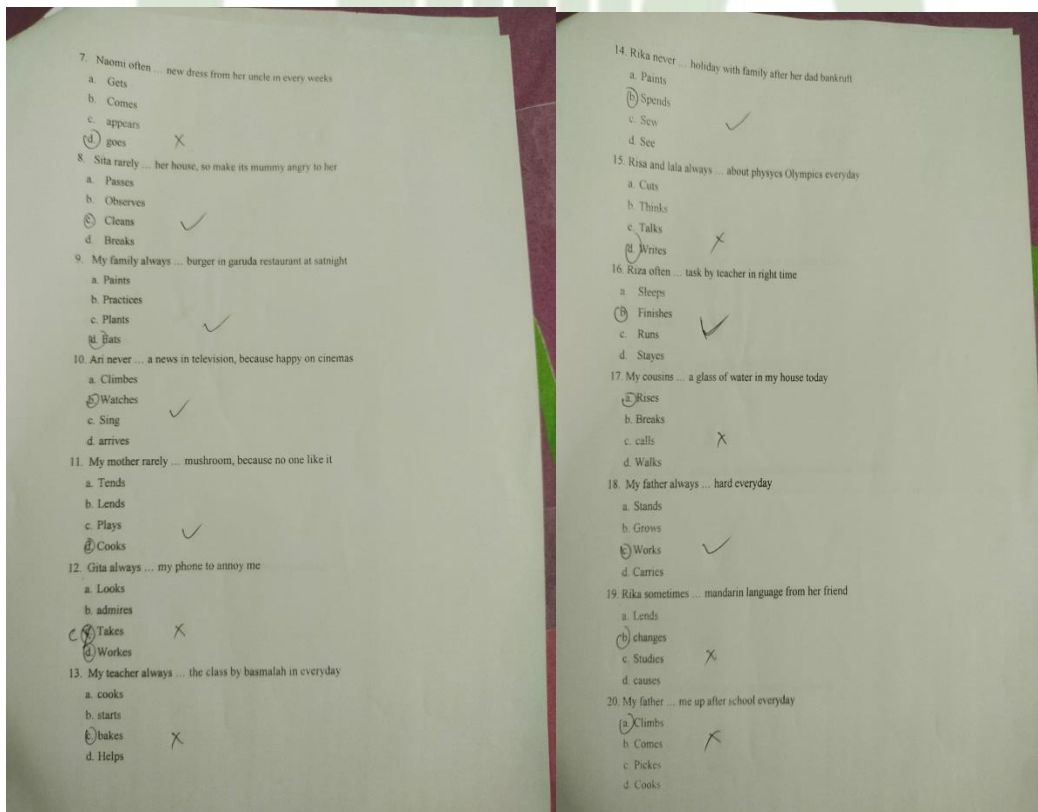 7. Naomi often ... new dress from her uncle in every weeks
a. Gets
b. Comes
c. appears
d. goes
8. Sita rarely ... her house, so make its mummy angry to her
a. Passes
b. Observes
c. Cleans
d. Breaks
9. My family always ... burger in garuda restaurant at satnight
a. Paints
b. Practices
c. Plants
d. Eats
10. Ari never ... a news in television, because happy on cinemas
a. Climbes
b. Watches
c. Sing
d. arrives
11. My mother rarely ... mushroom, because no one like it
a. Tends
b. Lends
c. Plays
d. Cooks
12. Gita always ... my phone to annoy me
a. Looks
b. admires
c. Takes
d. Workes
13. My teacher always ... the class by basmalah in everyday
a. cooks
b. starts
c. bakes
d. Helps
14. Rika never ... holiday with family after her dad bankruft
a. Paints
b. Spends
c. Sew
d. See
15. Risa and lala always ... about physycs Olympics everyday
a. Cuts
b. Thinks
c. Talks
d. Writes
16. Riza often ... task by teacher in right time
a. Sleeps
b. Finishes
c. Runs
d. Stayes
17. My cousins ... a glass of water in my house today
a. Rises
b. Breaks
c. calls
d. Walks
18. My father always ... hard everyday
a. Stands
b. Grows
c. Works
d. Carries
19. Rika sometimes ... mandarin language from her friend
a. Lends
b. changes
c. Studies
d. causes
20. My father ... me up after school everyday
a. Climbs
b. Comes
c. Pickes
d. Cooks